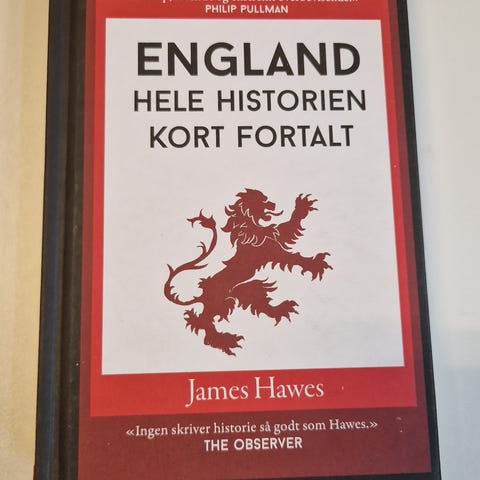 PHILIP PULLMAN
ENGLAND
HELE HISTORIEN
KORT FORTALT
James Hawes
«Ingen skriver historie så godt som Hawes.»
THE OBSERVER